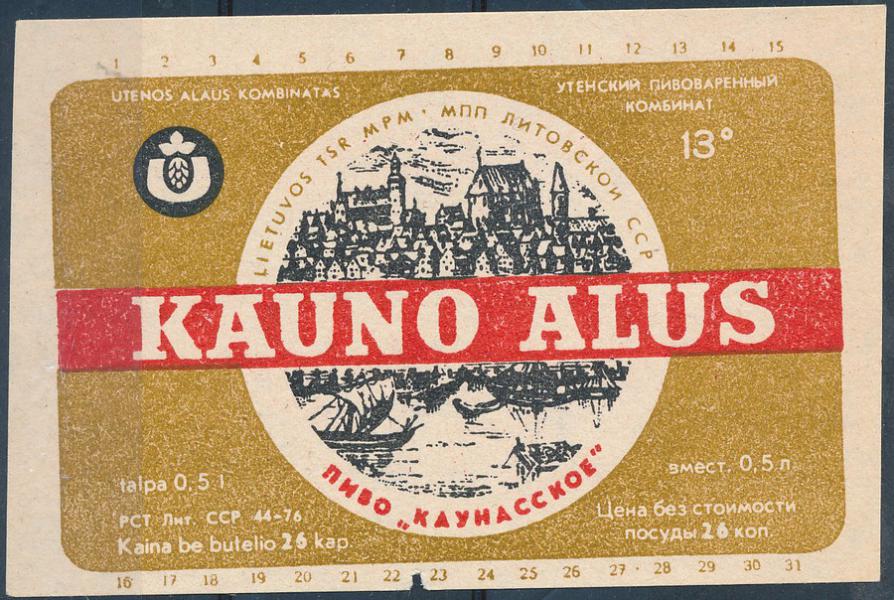 1 2 3 4 5 6 7 8 9 10 11 12 13 14 15
UTENOS ALAUS KOMBINATAS
УТЕНСКИЙ ПИВОВАРЕННЫЙ
КОМБИНАТ
13°
LIETUVOS TSR MPM · МПП ЛИТОВСКОЙ ССР
KAUNO ALUS
ПИВО „КАУНАССКОЕ"
talpa 0,5 l
РСТ Лит. ССР 44-76
Kaina be butelio 26 kap.
вмест. 0,5 л
Цена без стоимости
посуды 26 коп.
16 17 18 19 20 21 22 23 24 25 26 27 · 28 29 30 31